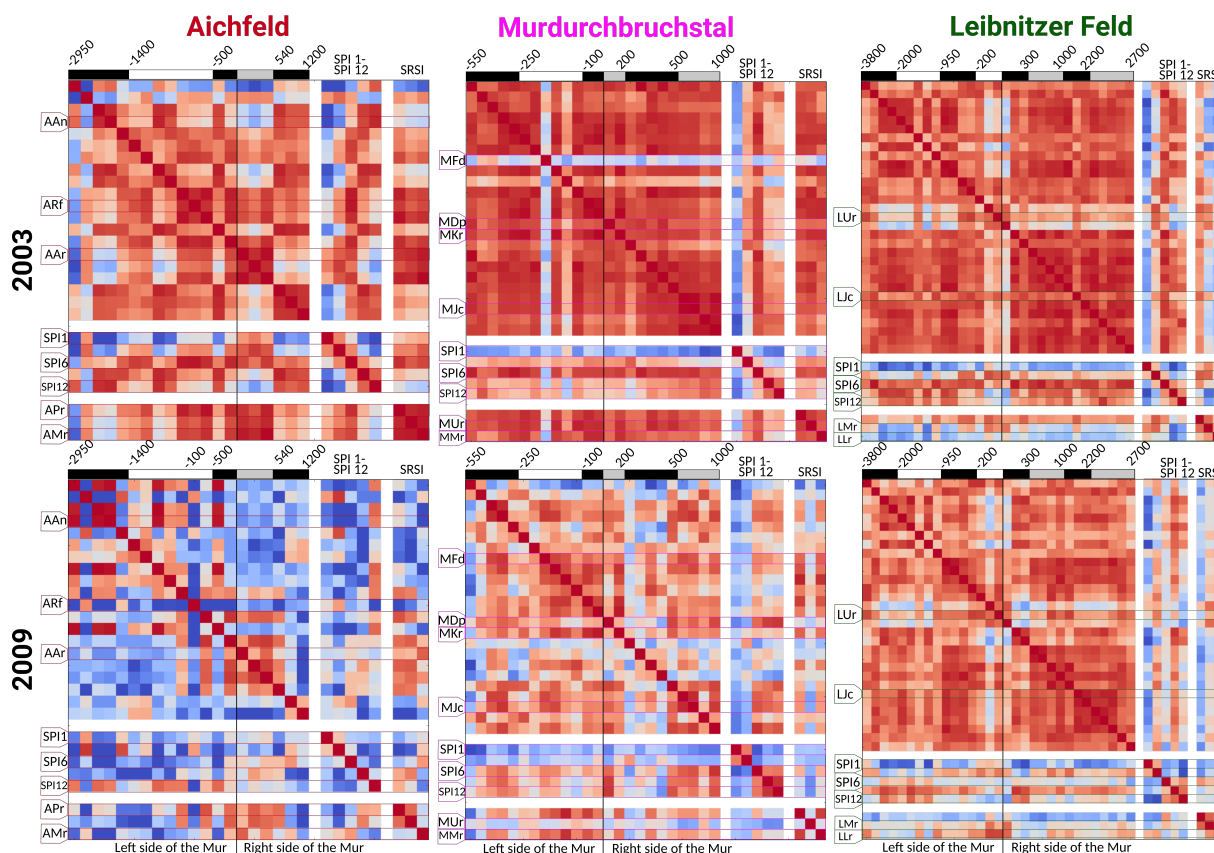 Aichfeld
Murdurchbruchstal
Leibnitzer Feld
-2950 -1400 -500 540 1200 SPI 1- SPI 12 SRSI
-550 -250 -100 200 500 1000 SPI 1- SPI 12 SRSI
-3800 -2000 -950 -200 300 1000 2200 2700 SPI 1- SPI 12 SRS
2003
AAn
ARf
AAr
SPI1
SPI6
SPI12
APr
AMr
MFd
MDp
MKr
MJc
SPI1
SPI6
SPI12
MUr
MMr
LUr
LJc
SPI1
SPI6
SPI12
LMr
LLr
-2950 -1400 -100 -500 540 1200 SPI 1- SPI 12 SRSI
-550 -250 -100 200 500 1000 SPI 1- SPI 12 SRSI
-3800 -2000 -950 -200 300 1000 2200 2700 SPI 1- SPI 12 SRS
2009
AAn
ARf
AAr
SPI1
SPI6
SPI12
APr
AMr
MFd
MDp
MKr
MJc
SPI1
SPI6
SPI12
MUr
MMr
LUr
LJc
SPI1
SPI6
SPI12
LMr
LLr
Left side of the Mur Right side of the Mur
Left side of the Mur Right side of the Mur
Left side of the Mur Right side of the Mur